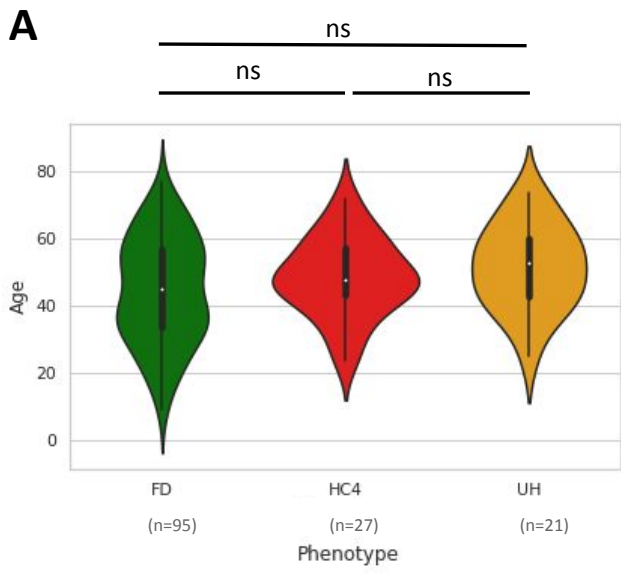 A
ns
ns
ns
80
60
40
20
0
Age
FD
HC4
UH
(n=95)
(n=27)
(n=21)
Phenotype